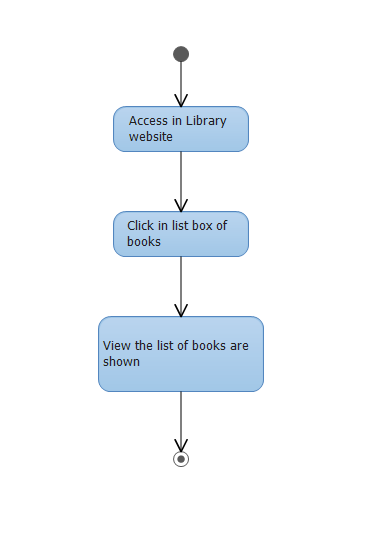 Access in Library
website
Click in list box of
books
View the list of books are
shown